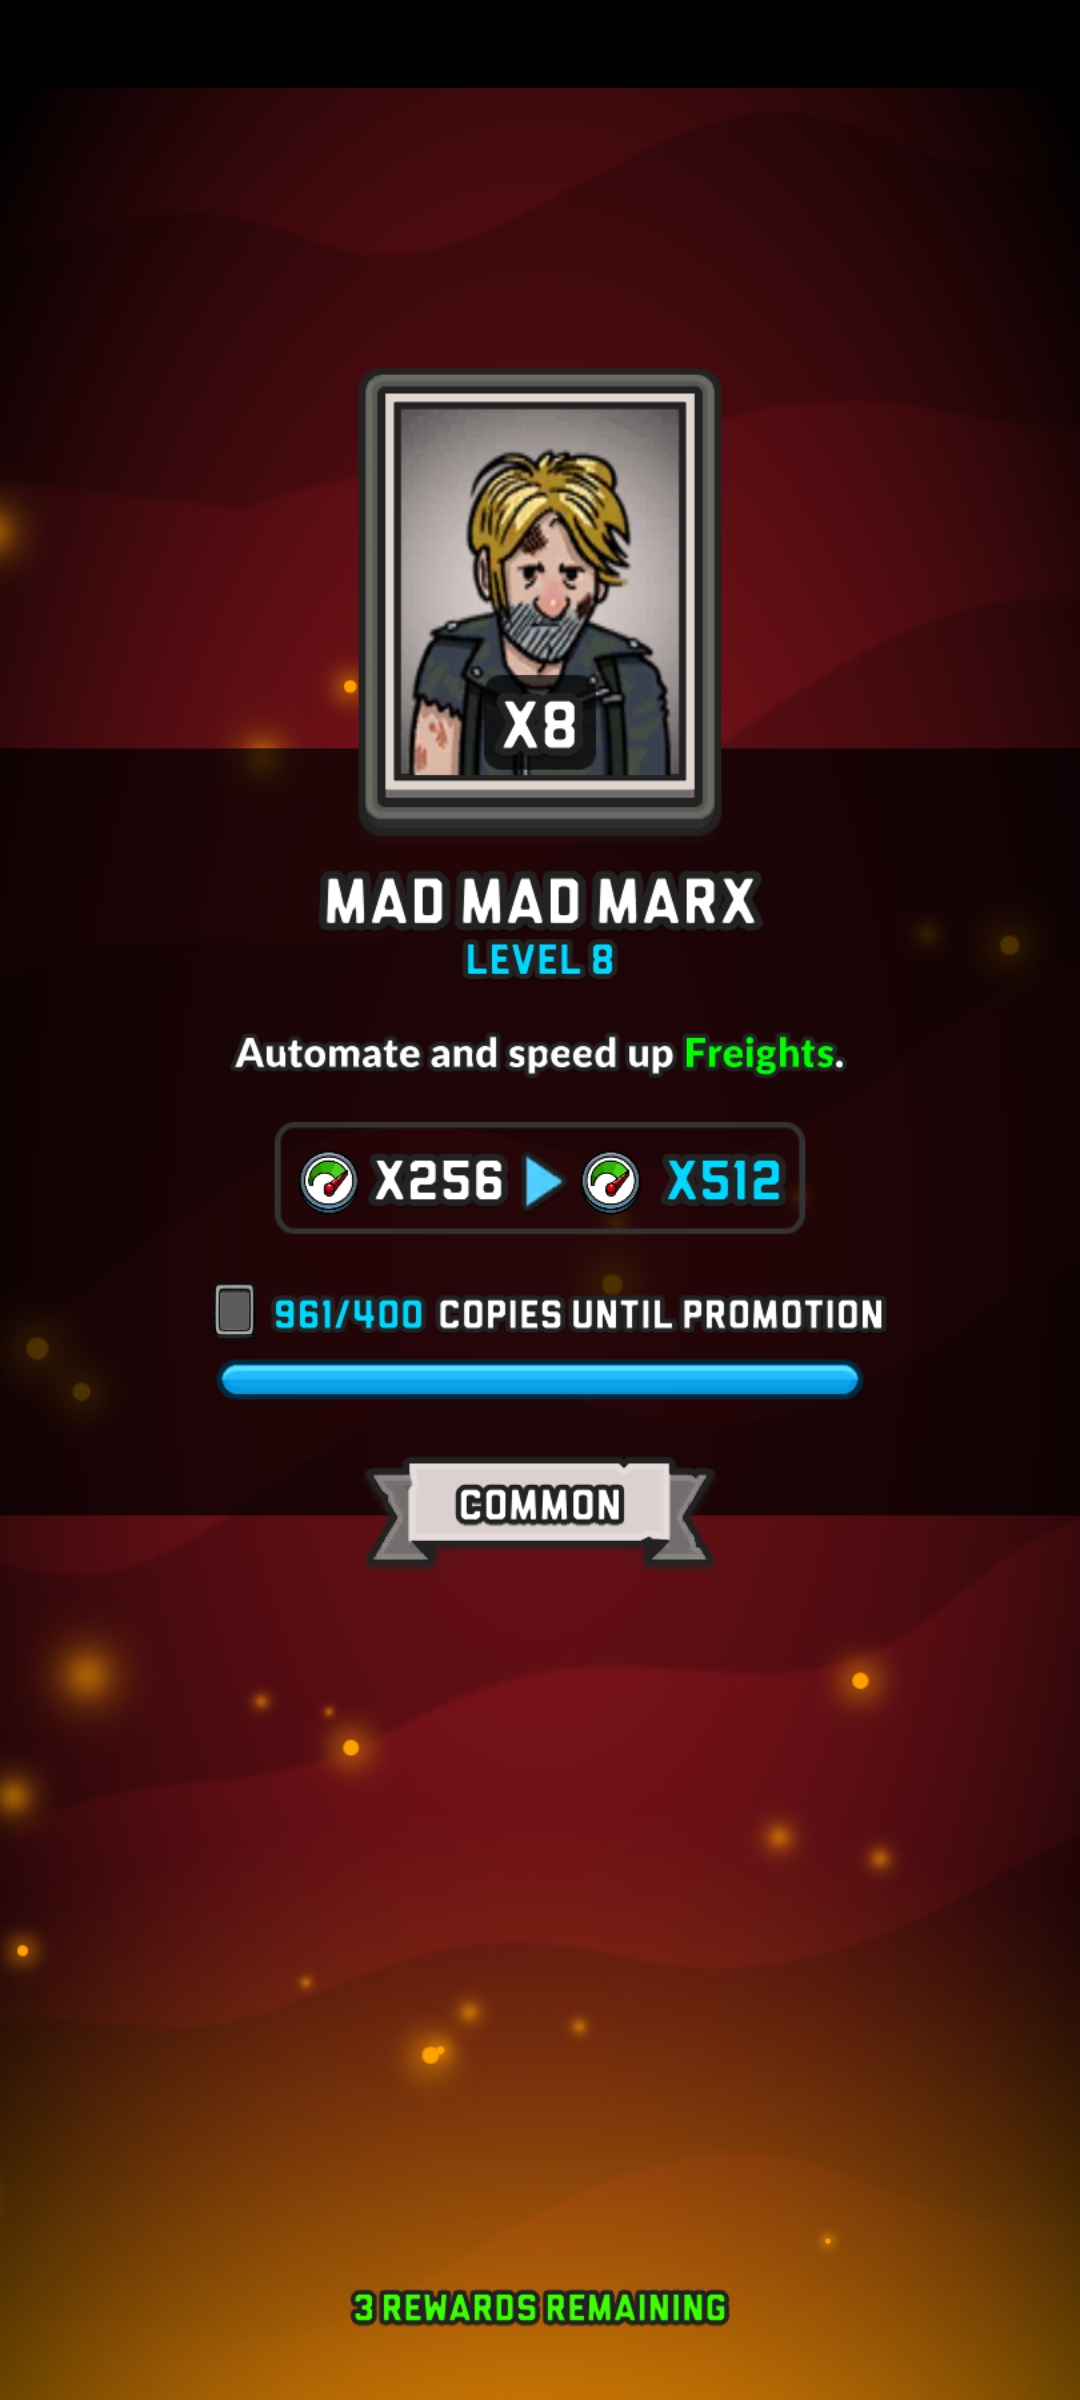 X8
MAD MAD MARX
LEVEL 8
Automate and speed up Freights.
X256 X512
961/400 COPIES UNTIL PROMOTION
COMMON
3 REWARDS REMAINING